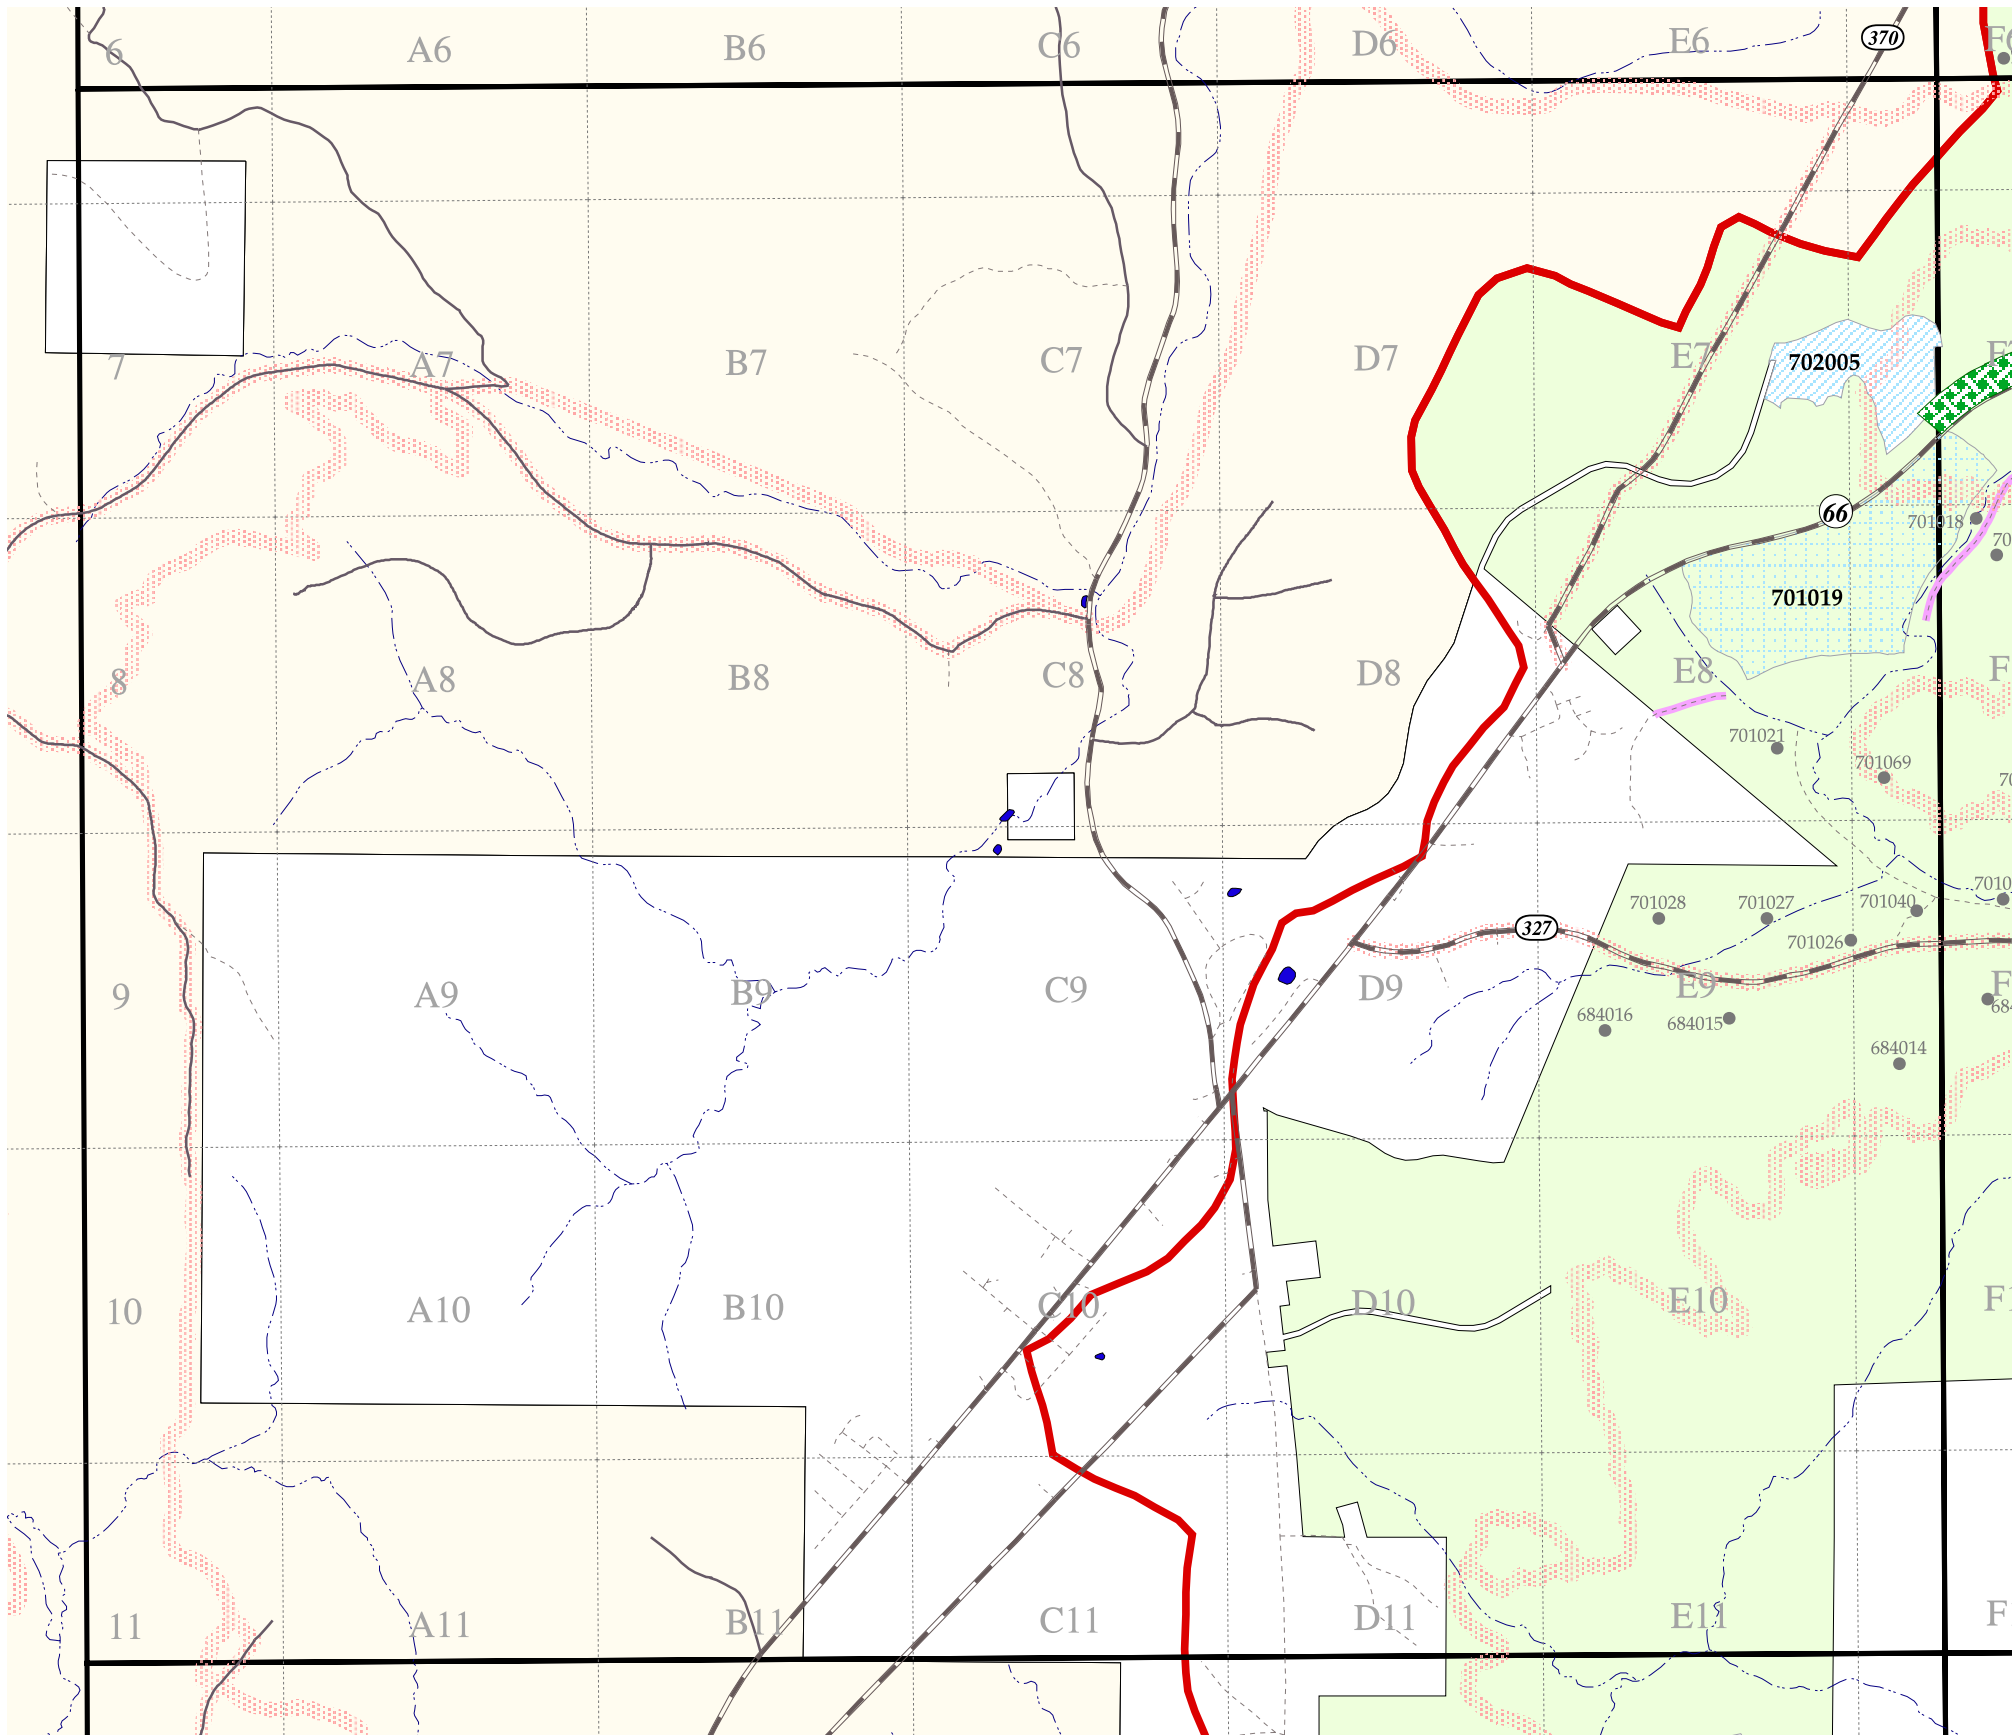 6 A6 B6 C6 D6 E6 370
7 A7 B7 C7 D7 E7 702005
66 701018
701019
8 A8 B8 C8 D8 E8 F
701021
701069
701028 701027 701040
327 701026
9 A9 B9 C9 D9 E9 F
684016 684015
684014
10 A10 B10 C10 D10 E10
11 A11 B11 C11 D11 E11 F